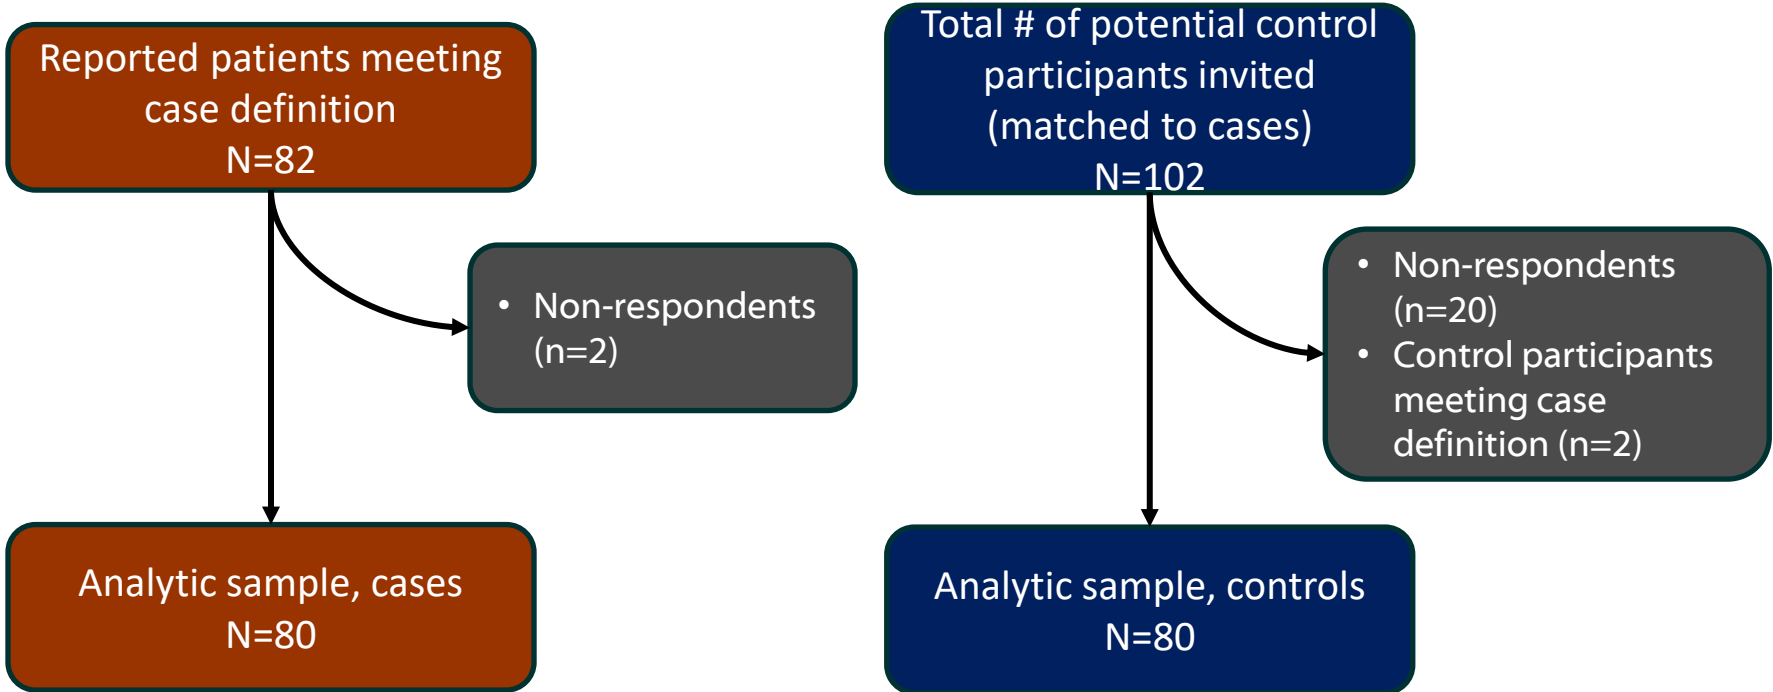 Reported patients meeting
case definition
N=82
Total # of potential control
participants invited
(matched to cases)
N=102
• Non-respondents
(n=2)
• Non-respondents
(n=20)
• Control participants
meeting case
definition (n=2)
Analytic sample, cases
N=80
Analytic sample, controls
N=80